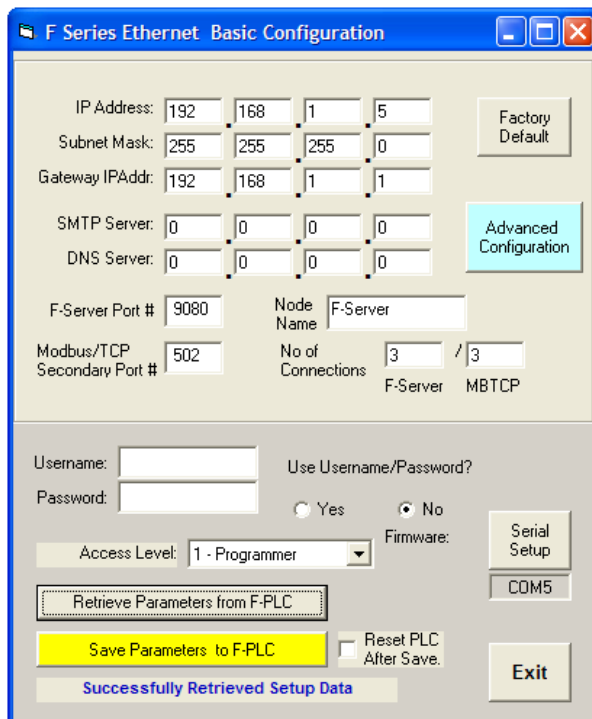 F Series Ethernet  Basic Configuration
IP Address: 192 . 168 . 1 . 5
Factory
Default
Subnet Mask: 255 255 255 0
Gateway IPAddr: 192 . 168 . 1 . 1
SMTP Server: 0 . 0 . 0 . 0
Advanced
Configuration
DNS Server: 0 . 0 . 0 . 0
F-Server Port # 9080
Node
Name F-Server
Modbus/TCP
Secondary Port # 502
No of
Connections 3 / 3
F-Server MBTCP
Username:
Use Username/Password?
Password:
Yes No
Firmware:
Serial
Setup
Access Level: 1 - Programmer
COM5
Retrieve Parameters from F-PLC
Save Parameters  to F-PLC
Reset PLC
After Save.
Exit
Successfully Retrieved Setup Data